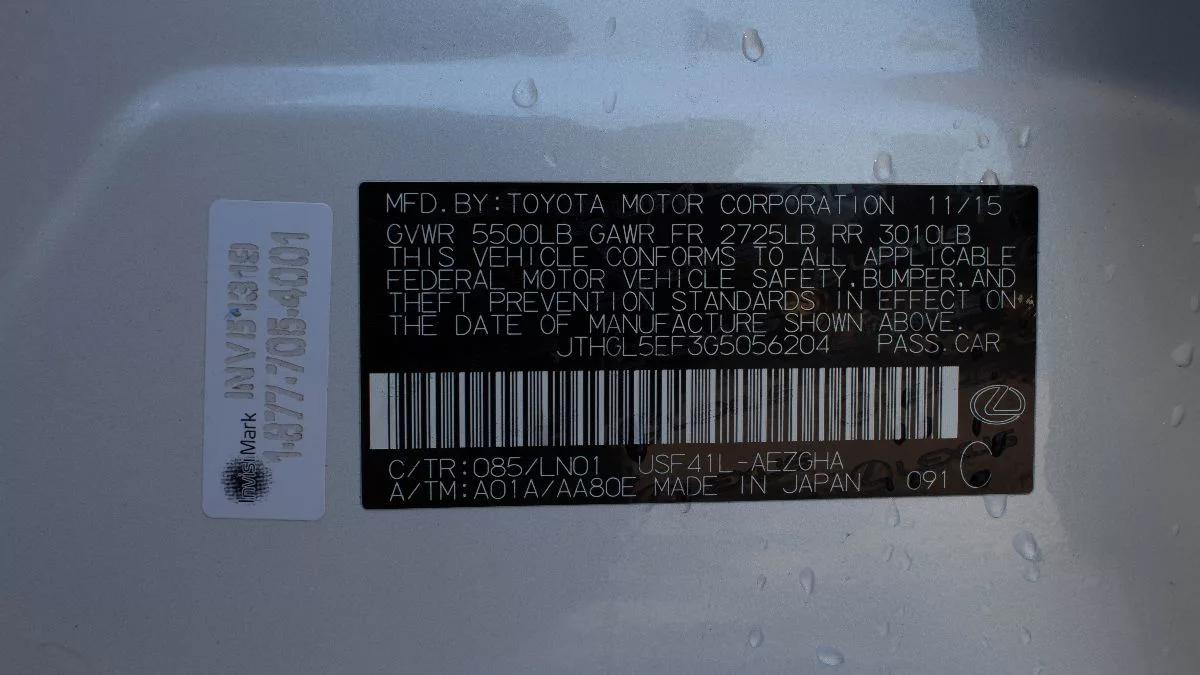 MFD.BY:TOYOTA MOTOR CORPORATION 11/15
GVWR 5500LB GAWR FR 2725LB RR 3010LB
THIS VEHICLE CONFORMS TO ALL APPLICABLE
FEDERAL MOTOR VEHICLE SAFETY,BUMPER,AND
THEFT PREVENTION STANDARDS IN EFFECT ON
THE DATE OF MANUFACTURE SHOWN ABOVE.
JTHGL5EF3G5056204 PASS.CAR
C/TR:085/LN01 USF41L-AEZGHA
A/TM:A01A/AA80E MADE IN JAPAN 091
InvisiMark
1-877-705-4001